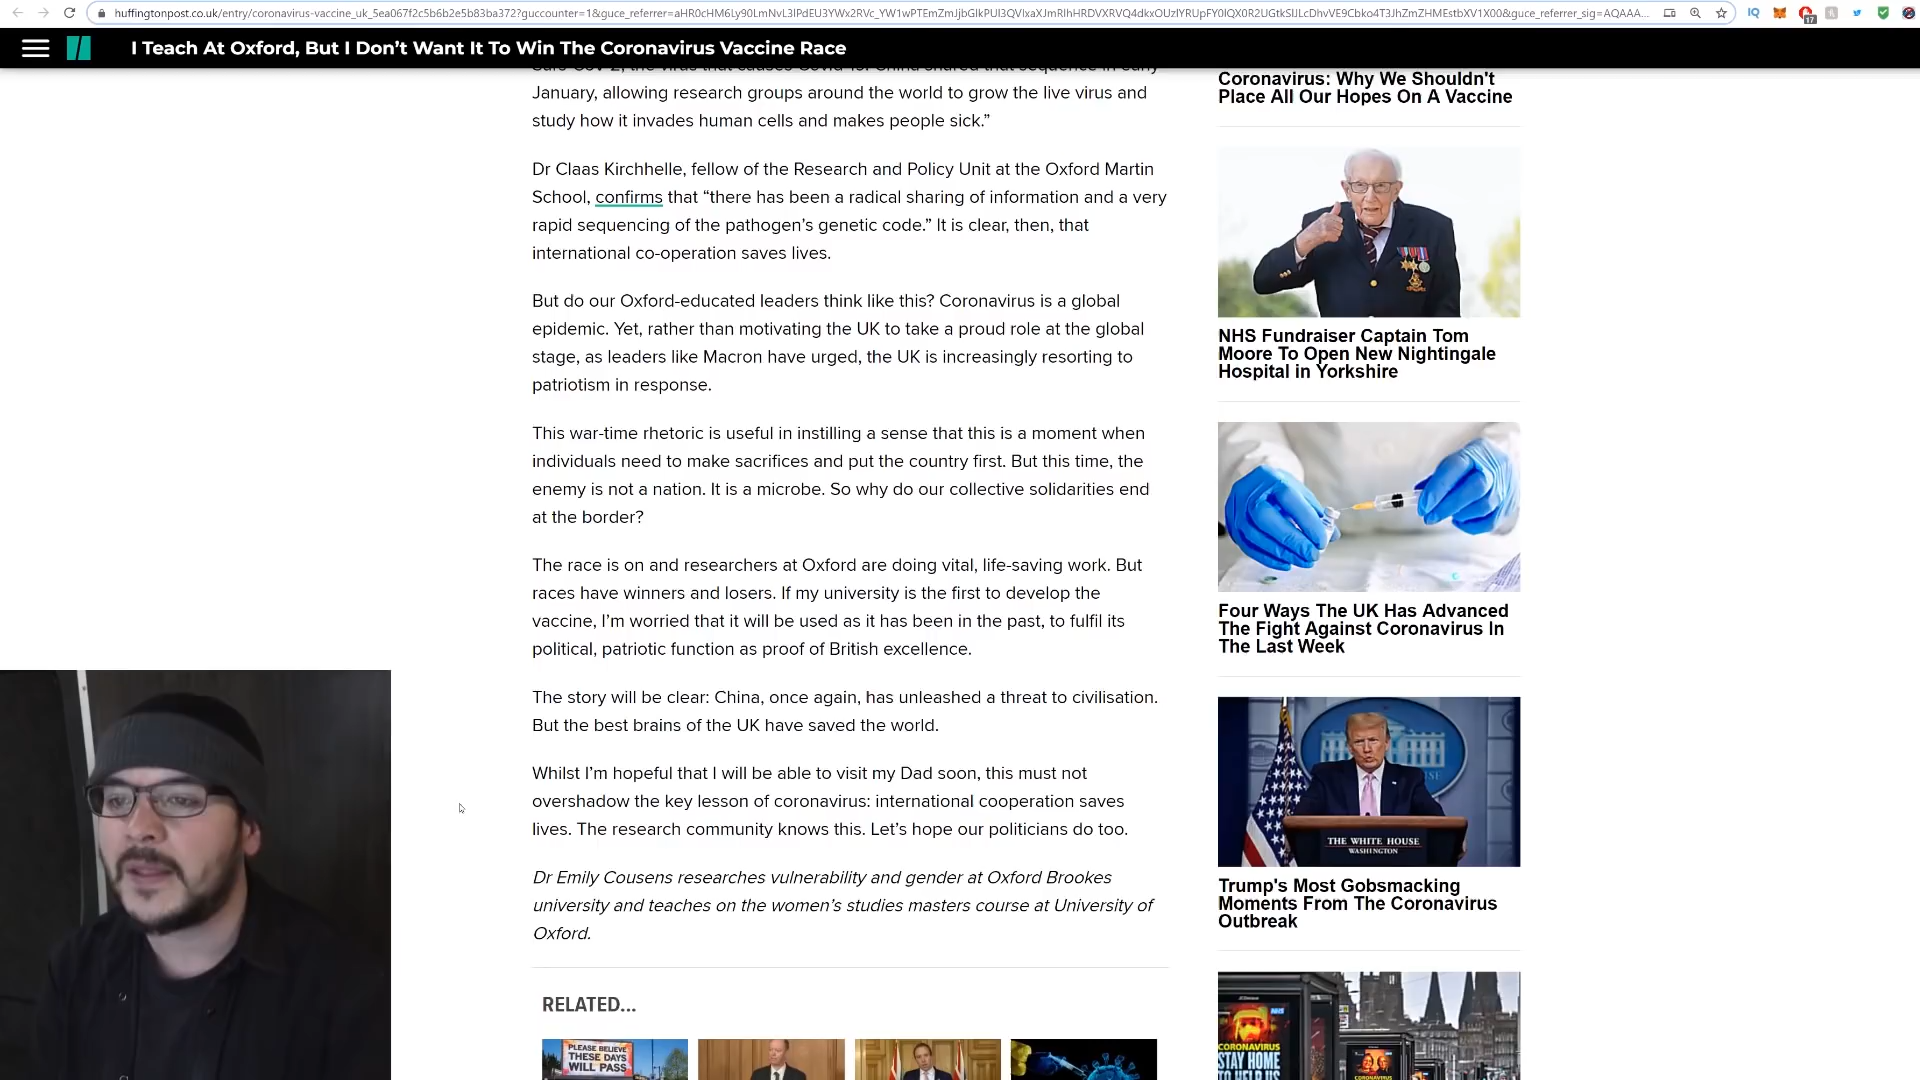 I Teach At Oxford, But I Don’t Want It To Win The Coronavirus Vaccine Race
January, allowing research groups around the world to grow the live virus and
study how it invades human cells and makes people sick.”
Dr Claas Kirchhelle, fellow of the Research and Policy Unit at the Oxford Martin
School, confirms that “there has been a radical sharing of information and a very
rapid sequencing of the pathogen’s genetic code.” It is clear, then, that
international co-operation saves lives.
But do our Oxford-educated leaders think like this? Coronavirus is a global
epidemic. Yet, rather than motivating the UK to take a proud role at the global
stage, as leaders like Macron have urged, the UK is increasingly resorting to
patriotism in response.
This war-time rhetoric is useful in instilling a sense that this is a moment when
individuals need to make sacrifices and put the country first. But this time, the
enemy is not a nation. It is a microbe. So why do our collective solidarities end
at the border?
The race is on and researchers at Oxford are doing vital, life-saving work. But
races have winners and losers. If my university is the first to develop the
vaccine, I’m worried that it will be used as it has been in the past, to fulfil its
political, patriotic function as proof of British excellence.
The story will be clear: China, once again, has unleashed a threat to civilisation.
But the best brains of the UK have saved the world.
Whilst I’m hopeful that I will be able to visit my Dad soon, this must not
overshadow the key lesson of coronavirus: international cooperation saves
lives. The research community knows this. Let’s hope our politicians do too.
Dr Emily Cousens researches vulnerability and gender at Oxford Brookes
university and teaches on the women’s studies masters course at University of
Oxford.
RELATED...
PLEASE BELIEVE
THESE DAYS
WILL PASS
Coronavirus: Why We Shouldn't
Place All Our Hopes On A Vaccine
NHS Fundraiser Captain Tom
Moore To Open New Nightingale
Hospital in Yorkshire
Four Ways The UK Has Advanced
The Fight Against Coronavirus In
The Last Week
THE WHITE HOUSE
WASHINGTON
Trump's Most Gobsmacking
Moments From The Coronavirus
Outbreak
CORONAVIRUS
STAY HOME